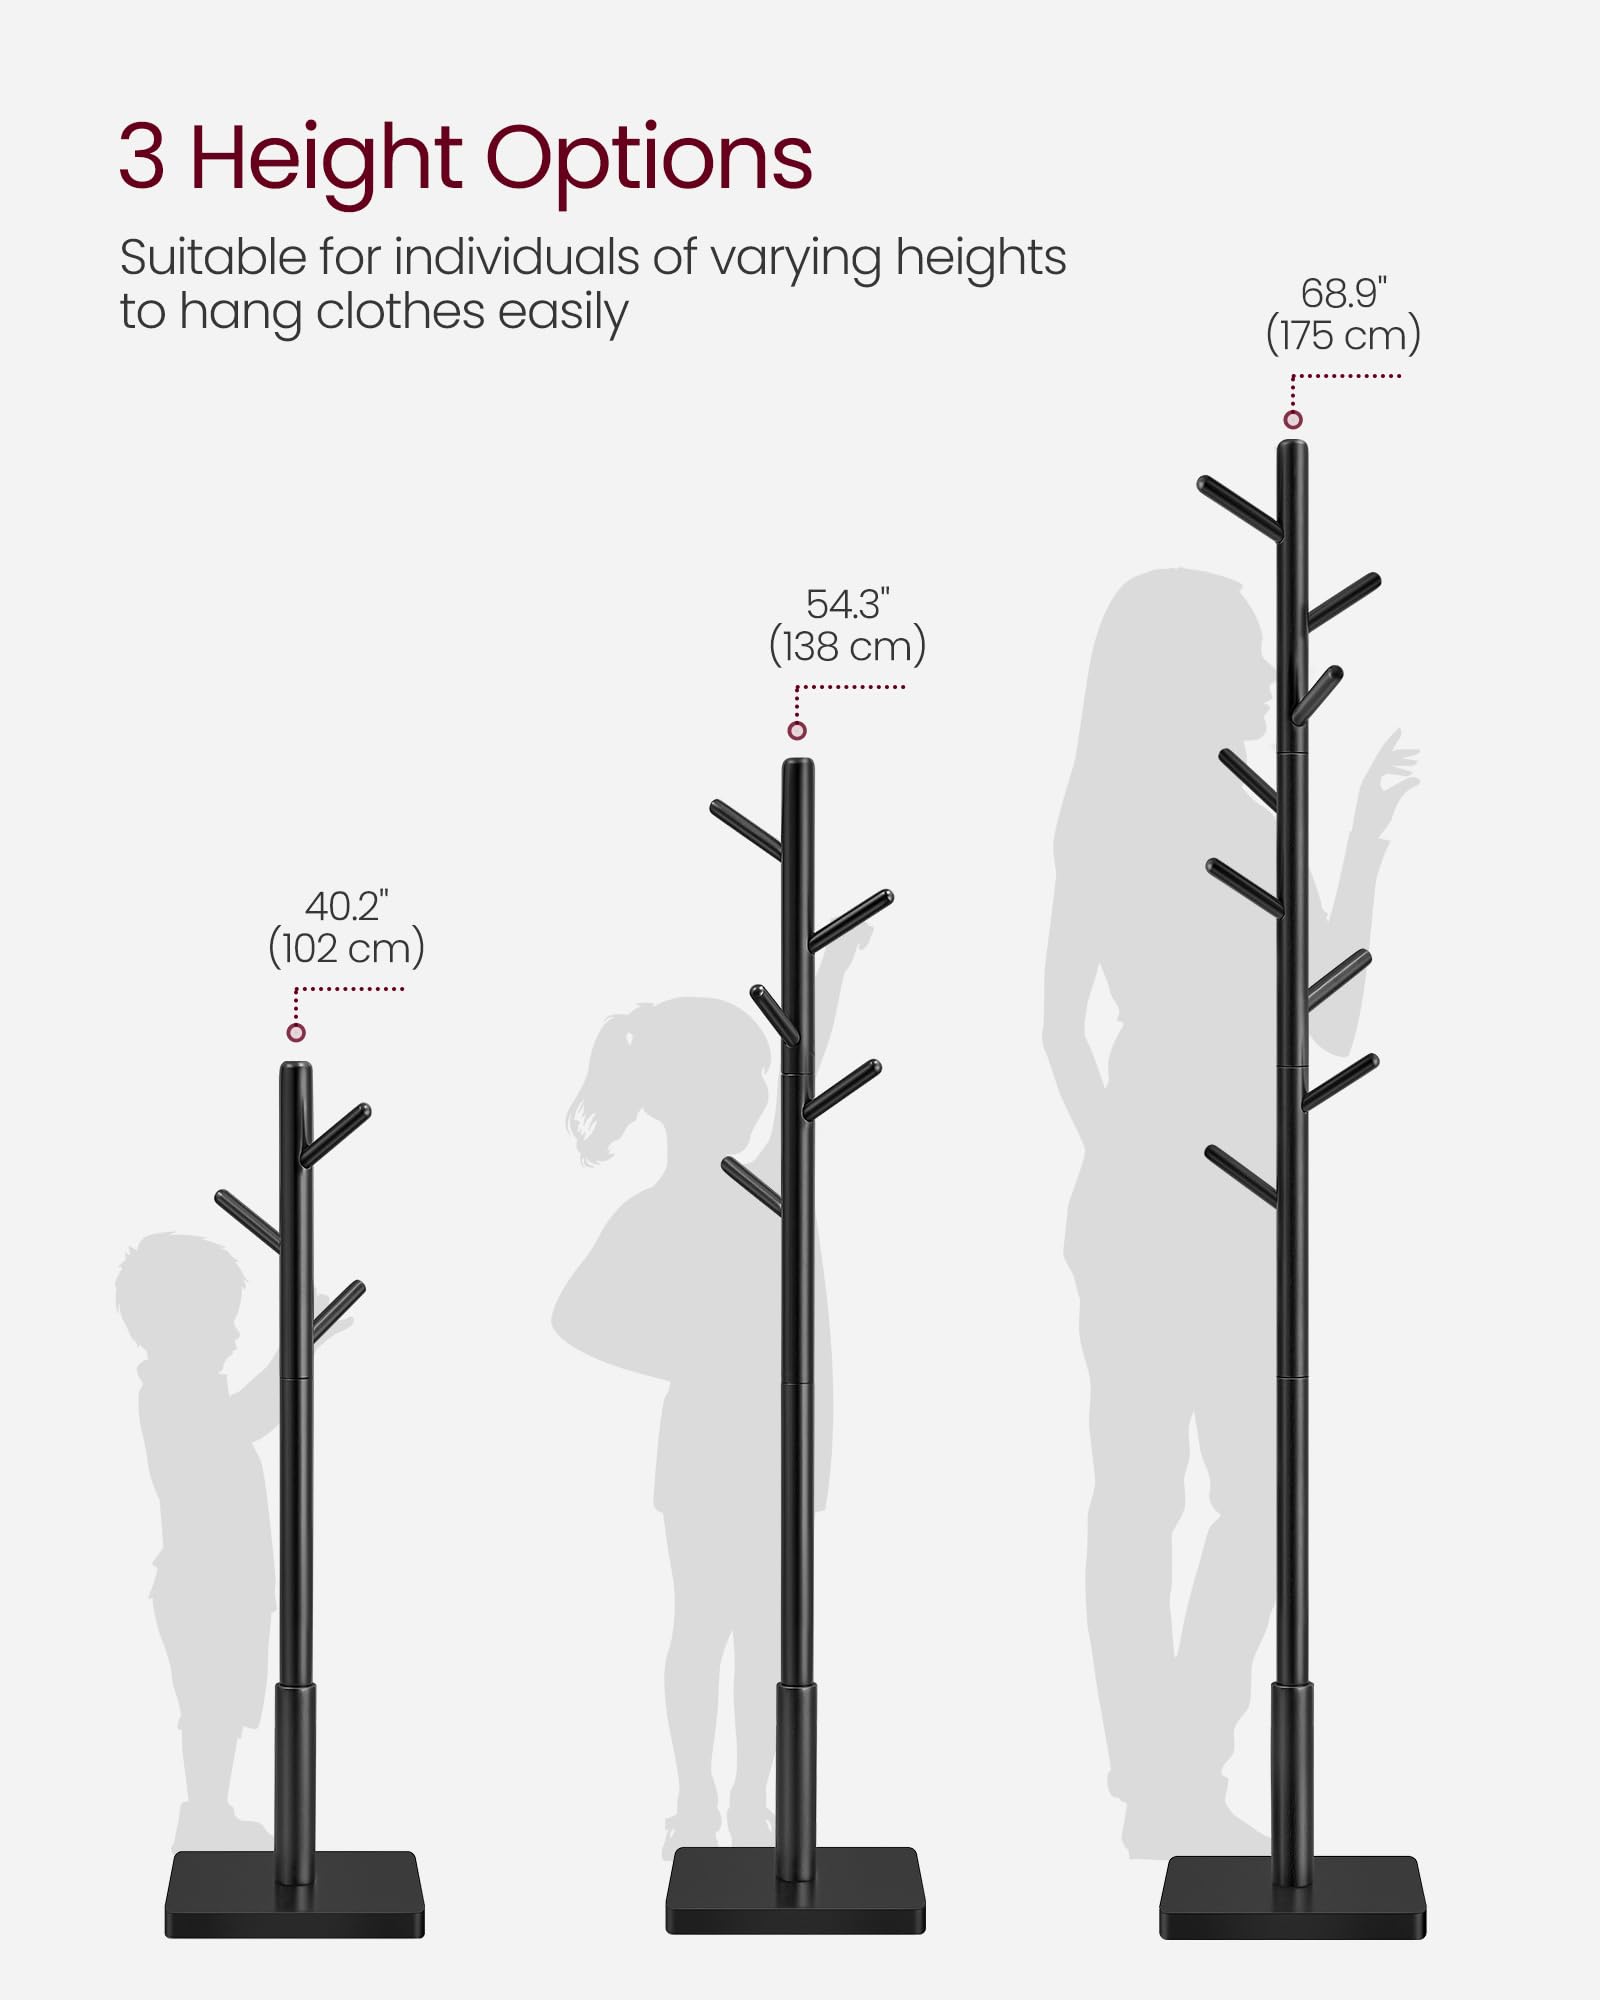 3 Height Options
Suitable for individuals of varying heights
to hang clothes easily
68.9"
(175 cm)
54.3"
(138 cm)
40.2"
(102 cm)